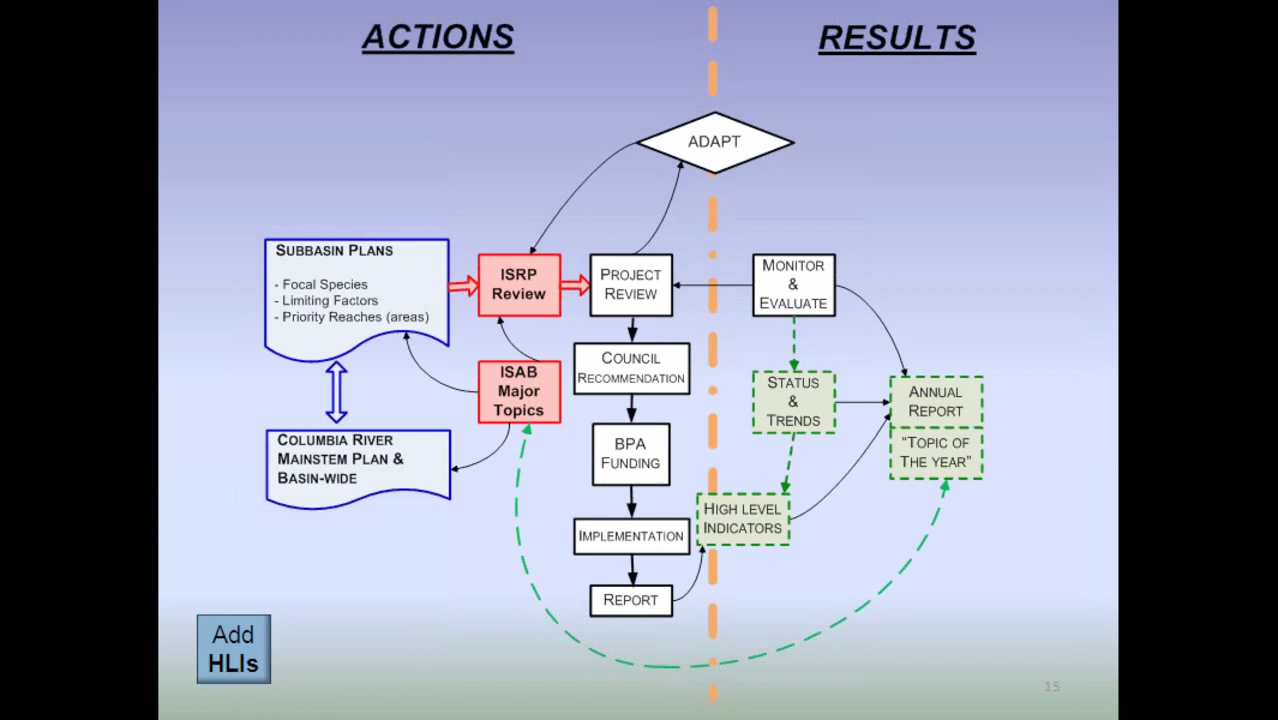 ACTIONS
RESULTS
ADAPT
SUBBASIN PLANS
- Focal Species
- Limiting Factors
- Priority Reaches (areas)
ISRP
Review
PROJECT
REVIEW
MONITOR
&
EVALUATE
COUNCIL
RECOMMENDATION
ISAB
Major
Topics
STATUS
&
TRENDS
ANNUAL
REPORT
“TOPIC OF
THE YEAR”
COLUMBIA RIVER
MAINSTEM PLAN &
BASIN-WIDE
BPA
FUNDING
HIGH LEVEL
INDICATORS
IMPLEMENTATION
REPORT
Add
HLIs
15